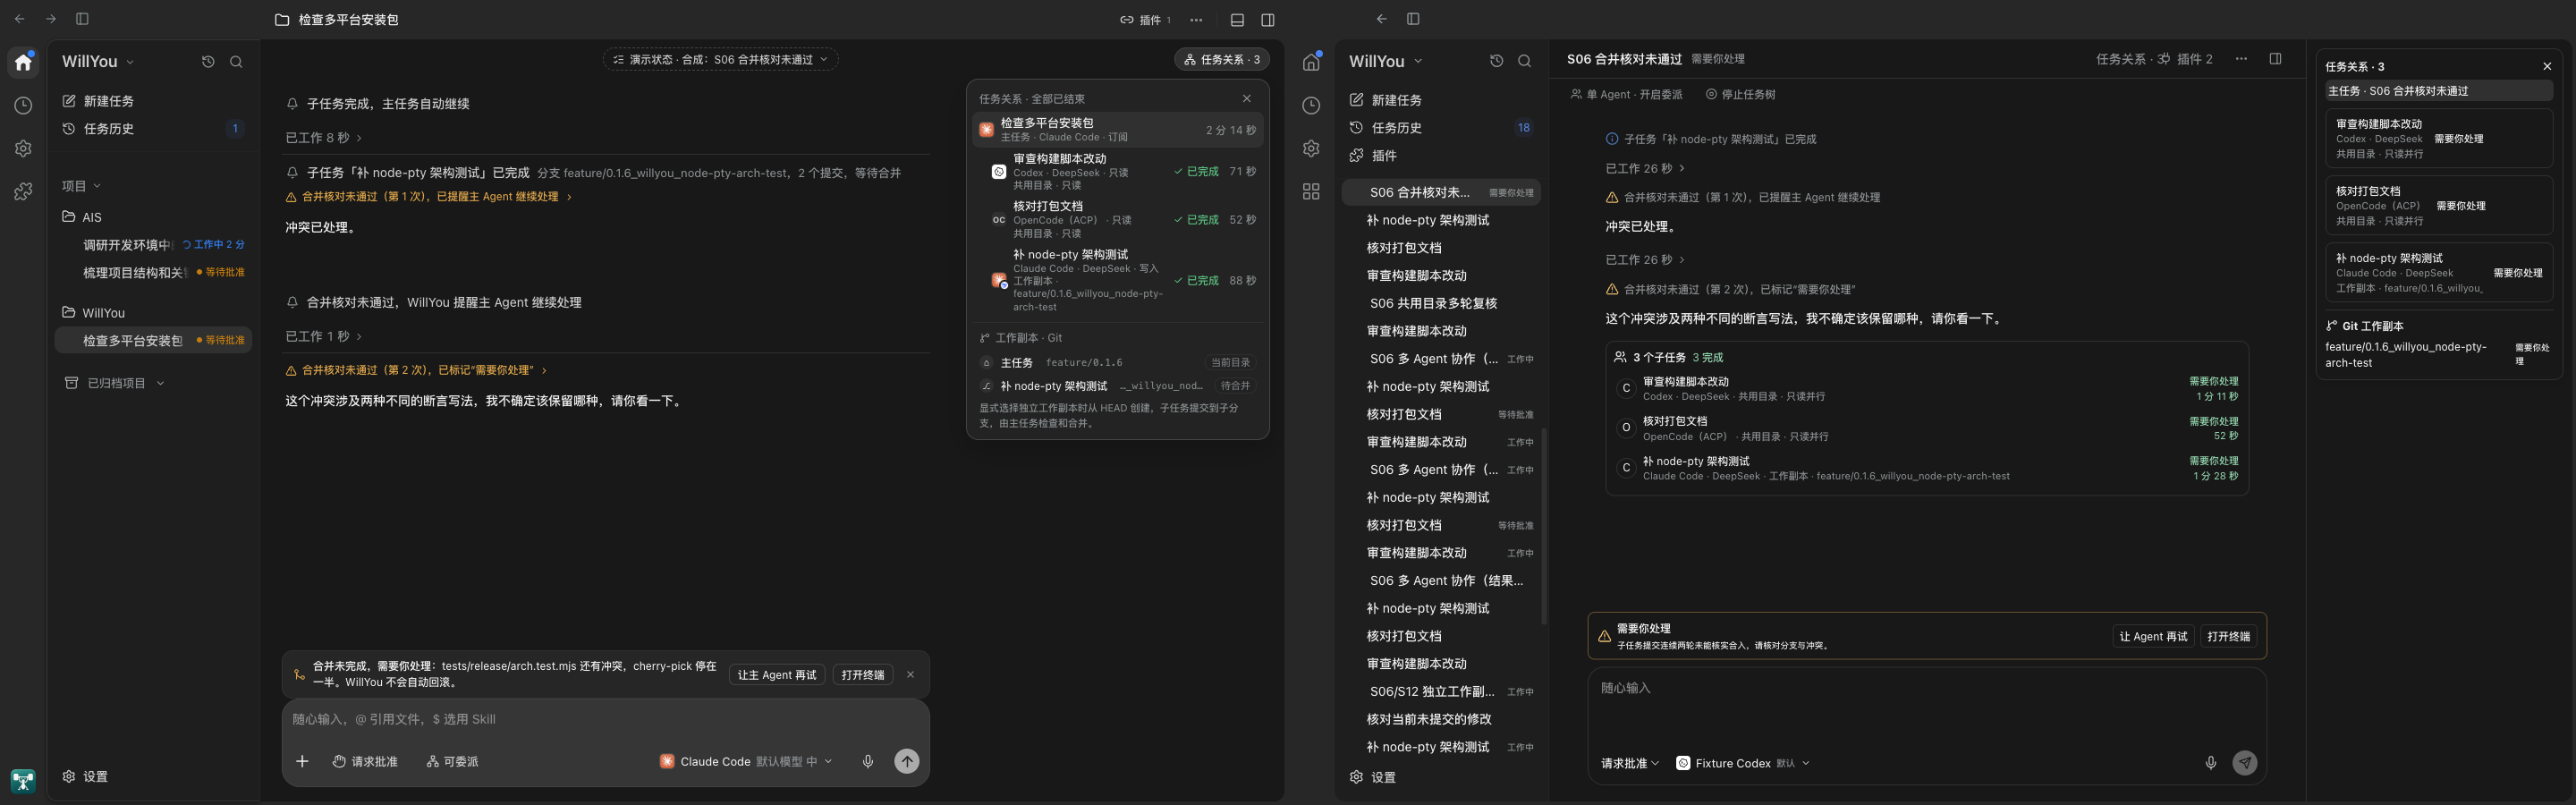 检查多平台安装包
插件 1
WillYou
新建任务
任务历史 1
项目
AIS
调研开发环境中 工作中 2 分
梳理项目结构和关 等待批准
WillYou
检查多平台安装包 等待批准
已归档项目
设置
演示状态 · 合成：S06 合并核对未通过
任务关系 · 3
子任务完成，主任务自动继续
已工作 8 秒
子任务「补 node-pty 架构测试」已完成 分支 feature/0.1.6_willyou_node-pty-arch-test，2 个提交，等待合并
合并核对未通过（第 1 次），已提醒主 Agent 继续处理
冲突已处理。
合并核对未通过，WillYou 提醒主 Agent 继续处理
已工作 1 秒
合并核对未通过（第 2 次），已标记“需要你处理”
这个冲突涉及两种不同的断言写法，我不确定该保留哪种，请你看一下。
任务关系 · 全部已结束
检查多平台安装包
主任务 · Claude Code · 订阅
2 分 14 秒
审查构建脚本改动
Codex · DeepSeek · 只读
共用目录 · 只读
已完成 71 秒
核对打包文档
OC
OpenCode（ACP） · 只读
共用目录 · 只读
已完成 52 秒
补 node-pty 架构测试
Claude Code · DeepSeek · 写入
工作副本 ·
feature/0.1.6_willyou_node-pty-
arch-test
已完成 88 秒
工作副本 · Git
主任务 feature/0.1.6 当前目录
补 node-pty 架构测试 …_willyou_nod… 待合并
显式选择独立工作副本时从 HEAD 创建，子任务提交到子分
支，由主任务检查和合并。
合并未完成，需要你处理：tests/release/arch.test.mjs 还有冲突，cherry-pick 停在
一半。WillYou 不会自动回滚。
让主 Agent 再试 打开终端
随心输入，@ 引用文件，$ 选用 Skill
请求批准 可委派 Claude Code 默认模型 中
WillYou
新建任务
任务历史 18
插件
S06 合并核对未... 需要你处理
补 node-pty 架构测试
核对打包文档
审查构建脚本改动
S06 共用目录多轮复核
审查构建脚本改动
S06 多 Agent 协作（... 工作中
补 node-pty 架构测试
核对打包文档 等待批准
审查构建脚本改动 工作中
S06 多 Agent 协作（... 工作中
补 node-pty 架构测试
核对打包文档 等待批准
审查构建脚本改动 工作中
S06 多 Agent 协作（结果...
补 node-pty 架构测试
核对打包文档
审查构建脚本改动
S06/S12 独立工作副... 工作中
核对当前未提交的修改
补 node-pty 架构测试 工作中
设置
S06 合并核对未通过 需要你处理
任务关系 · 3 插件 2
单 Agent · 开启委派 停止任务树
子任务「补 node-pty 架构测试」已完成
已工作 26 秒
合并核对未通过（第 1 次），已提醒主 Agent 继续处理
冲突已处理。
已工作 26 秒
合并核对未通过（第 2 次），已标记“需要你处理”
这个冲突涉及两种不同的断言写法，我不确定该保留哪种，请你看一下。
3 个子任务 3 完成
C
审查构建脚本改动
Codex · DeepSeek · 共用目录 · 只读并行
需要你处理
1 分 11 秒
O
核对打包文档
OpenCode（ACP） · 共用目录 · 只读并行
需要你处理
52 秒
C
补 node-pty 架构测试
Claude Code · DeepSeek · 工作副本 · feature/0.1.6_willyou_node-pty-arch-test
需要你处理
1 分 28 秒
需要你处理
子任务提交连续两轮未能核实合入，请核对分支与冲突。
让 Agent 再试 打开终端
随心输入
请求批准 Fixture Codex 默认
任务关系 · 3
主任务 · S06 合并核对未通过
审查构建脚本改动
Codex · DeepSeek 需要你处理
共用目录 · 只读并行
核对打包文档
OpenCode（ACP） 需要你处理
共用目录 · 只读并行
补 node-pty 架构测试
Claude Code · DeepSeek 需要你处理
工作副本 · feature/0.1.6_willyou_
Git 工作副本
feature/0.1.6_willyou_node-pty-
arch-test
需要你处
理